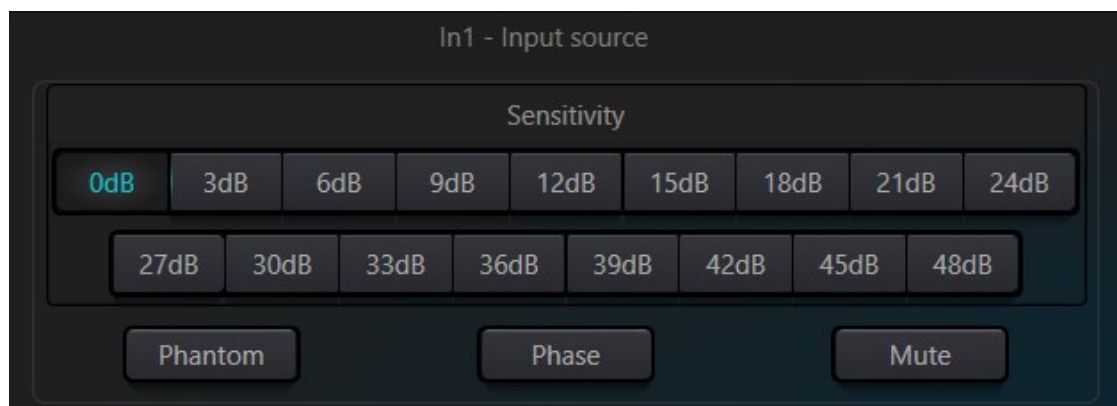 In1 - Input source
Sensitivity
0dB 3dB 6dB 9dB 12dB 15dB 18dB 21dB 24dB
27dB 30dB 33dB 36dB 39dB 42dB 45dB 48dB
Phantom Phase Mute